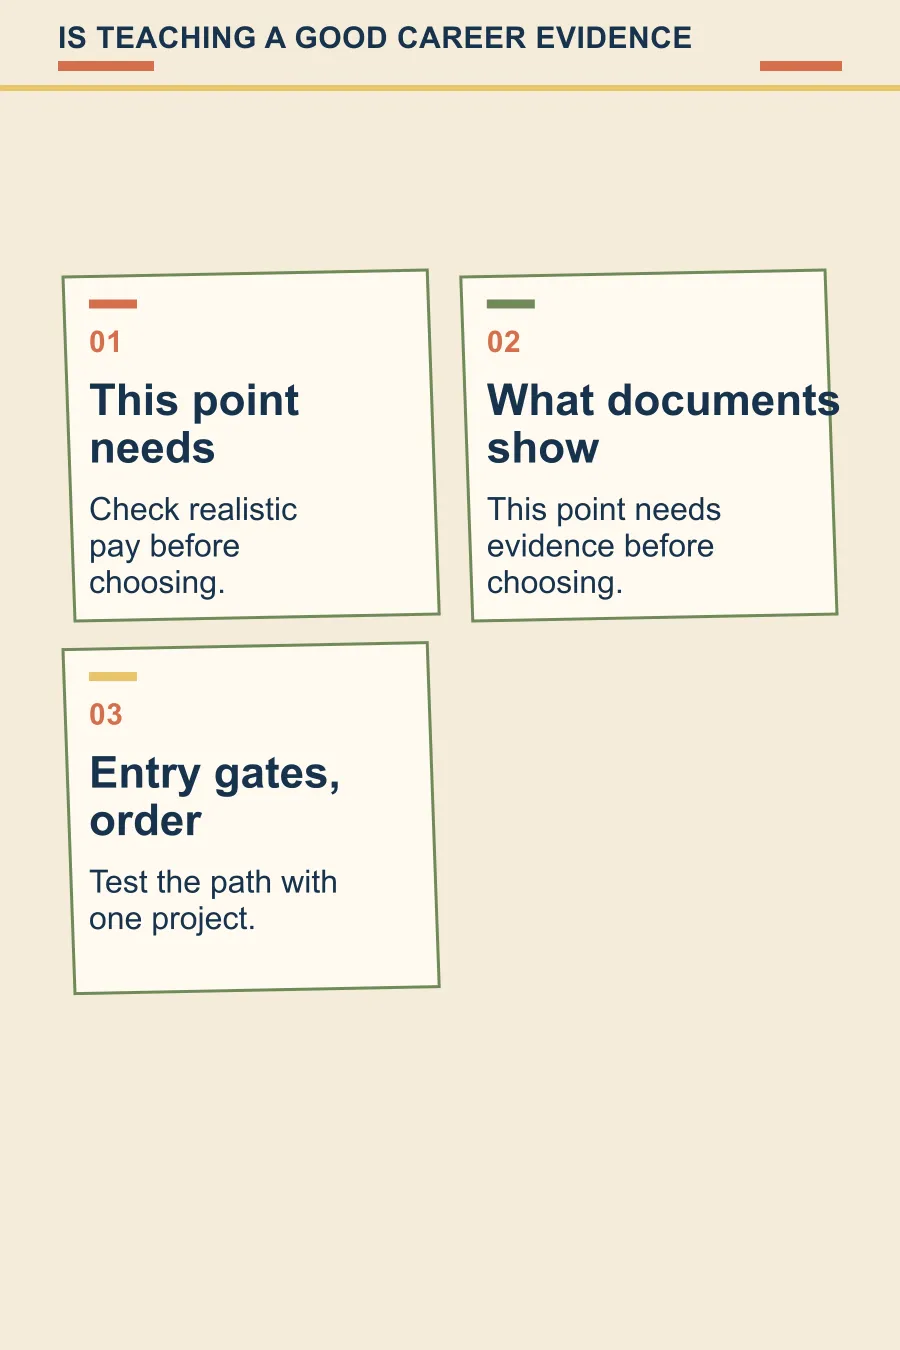 IS TEACHING A GOOD CAREER EVIDENCE
01
This point
needs
Check realistic
pay before
choosing.
02
What documents
show
This point needs
evidence before
choosing.
03
Entry gates,
order
Test the path with
one project.